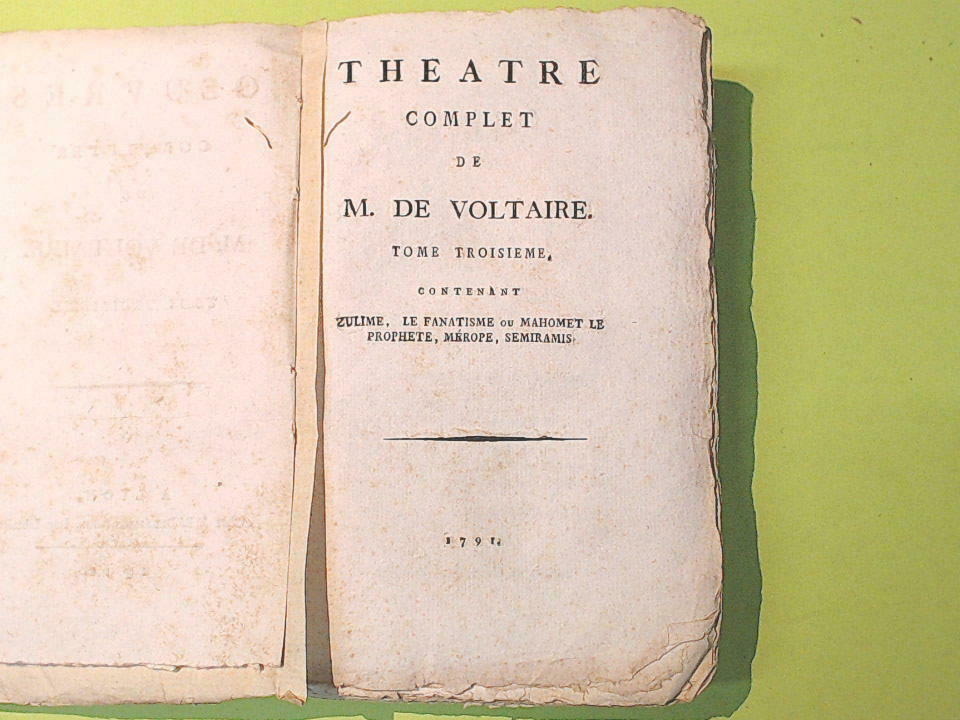 THEATRE
COMPLET
DE
M. DE VOLTAIRE.
TOME TROISIEME,
CONTENANT
ZULIME, LE FANATISME OU MAHOMET LE
PROPHETE, MÉROPE, SEMIRAMIS.
1791.